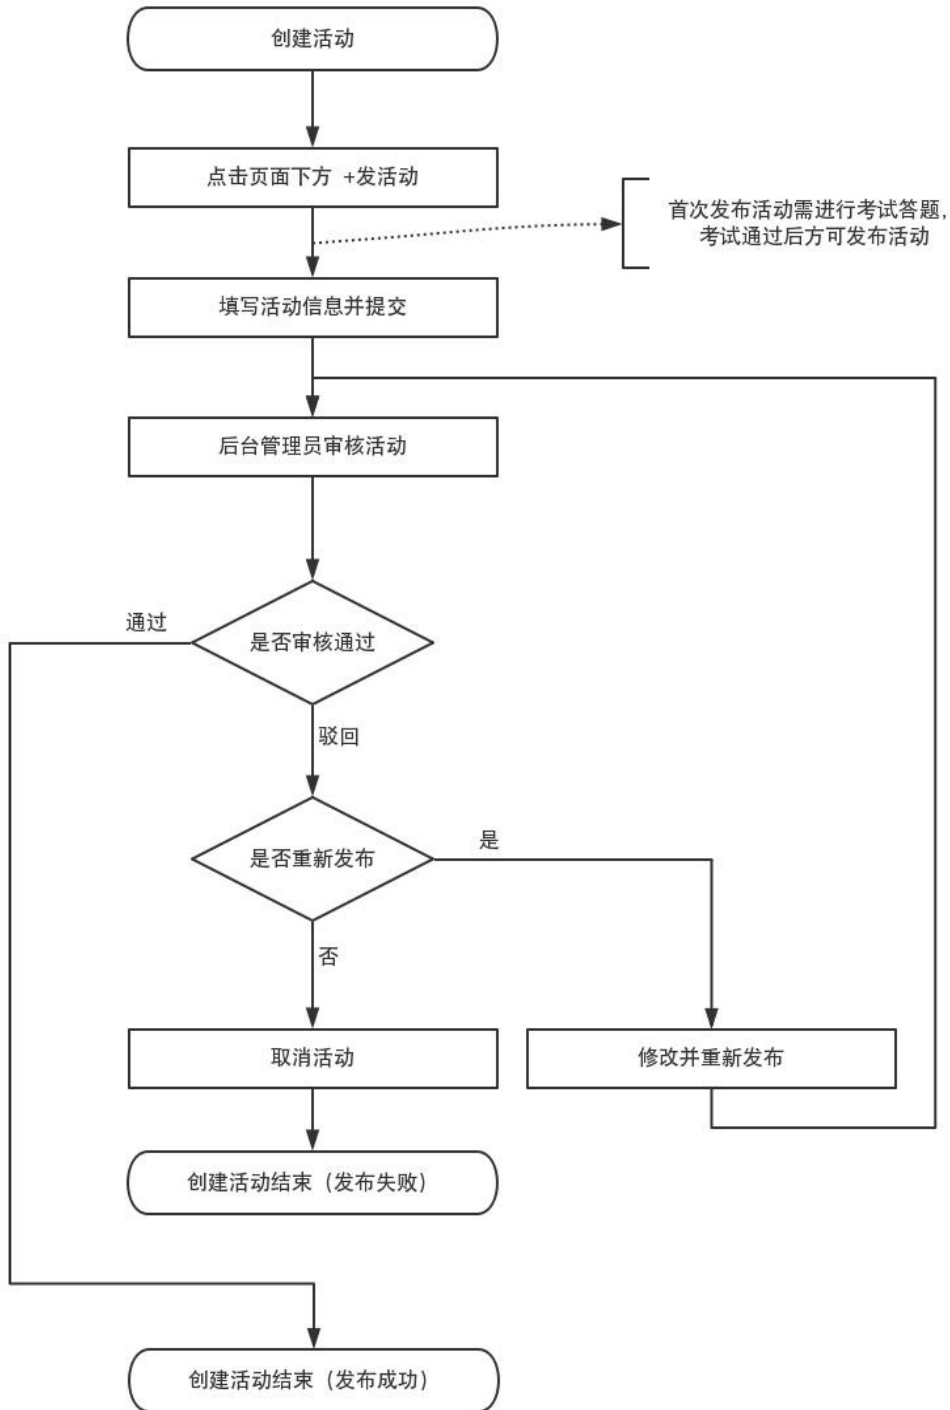 创建活动
点击页面下方 +发活动
首次发布活动需进行考试答题，
考试通过后方可发布活动
填写活动信息并提交
后台管理员审核活动
通过
是否审核通过
驳回
是否重新发布
是
否
取消活动
修改并重新发布
创建活动结束（发布失败）
创建活动结束（发布成功）